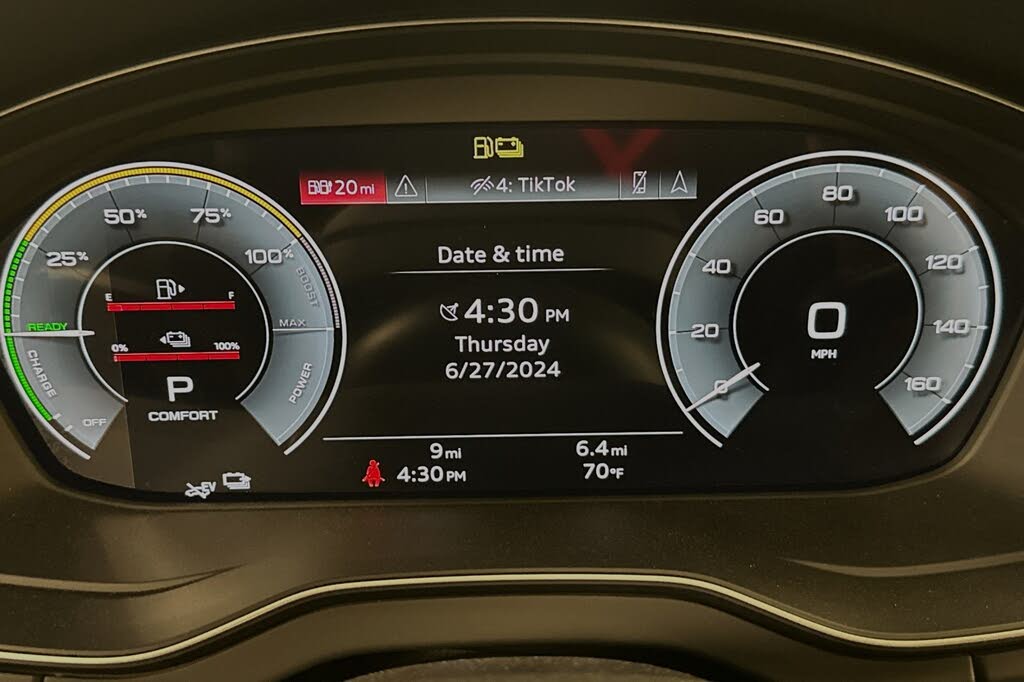 20 mi
4: TikTok
Date & time
4:30 PM
Thursday
6/27/2024
9 mi
4:30 PM
6.4 mi
70°F
25%
50%
75%
100%
BOOST
MAX
POWER
READY
CHARGE
OFF
E F
0% 100%
P
COMFORT
EV
0
20
40
60
80
100
120
140
160
0
MPH